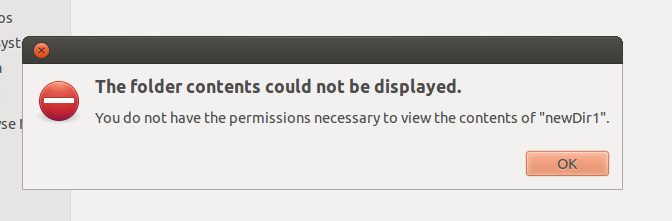 The folder contents could not be displayed.
You do not have the permissions necessary to view the contents of "newDir1".
OK